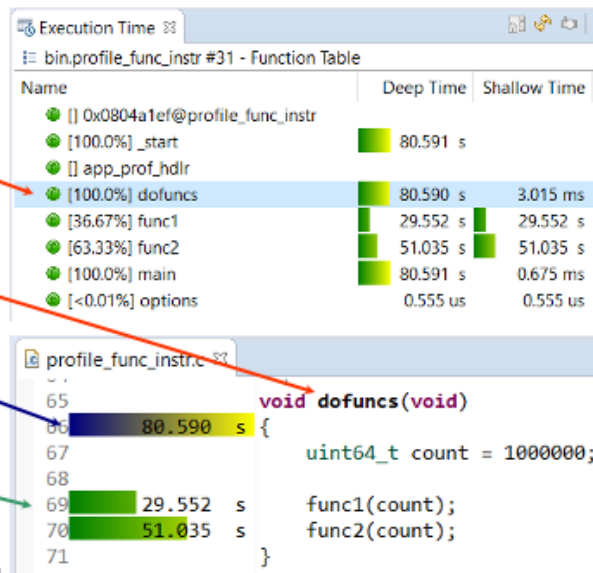 Execution Time
bin.profile_func_instr #31 - Function Table
Name Deep Time Shallow Time
[] 0x0804a1ef@profile_func_instr
[100.0%] _start 80.591 s
[] app_prof_hdlr
[100.0%] dofuncs 80.590 s 3.015 ms
[36.67%] func1 29.552 s 29.552 s
[63.33%] func2 51.035 s 51.035 s
[100.0%] main 80.591 s 0.675 ms
[<0.01%] options 0.555 us 0.555 us
profile_func_instr.c
65 void dofuncs(void)
66 80.590 s {
67 uint64_t count = 1000000;
68
69 29.552 s func1(count);
70 51.035 s func2(count);
71 }